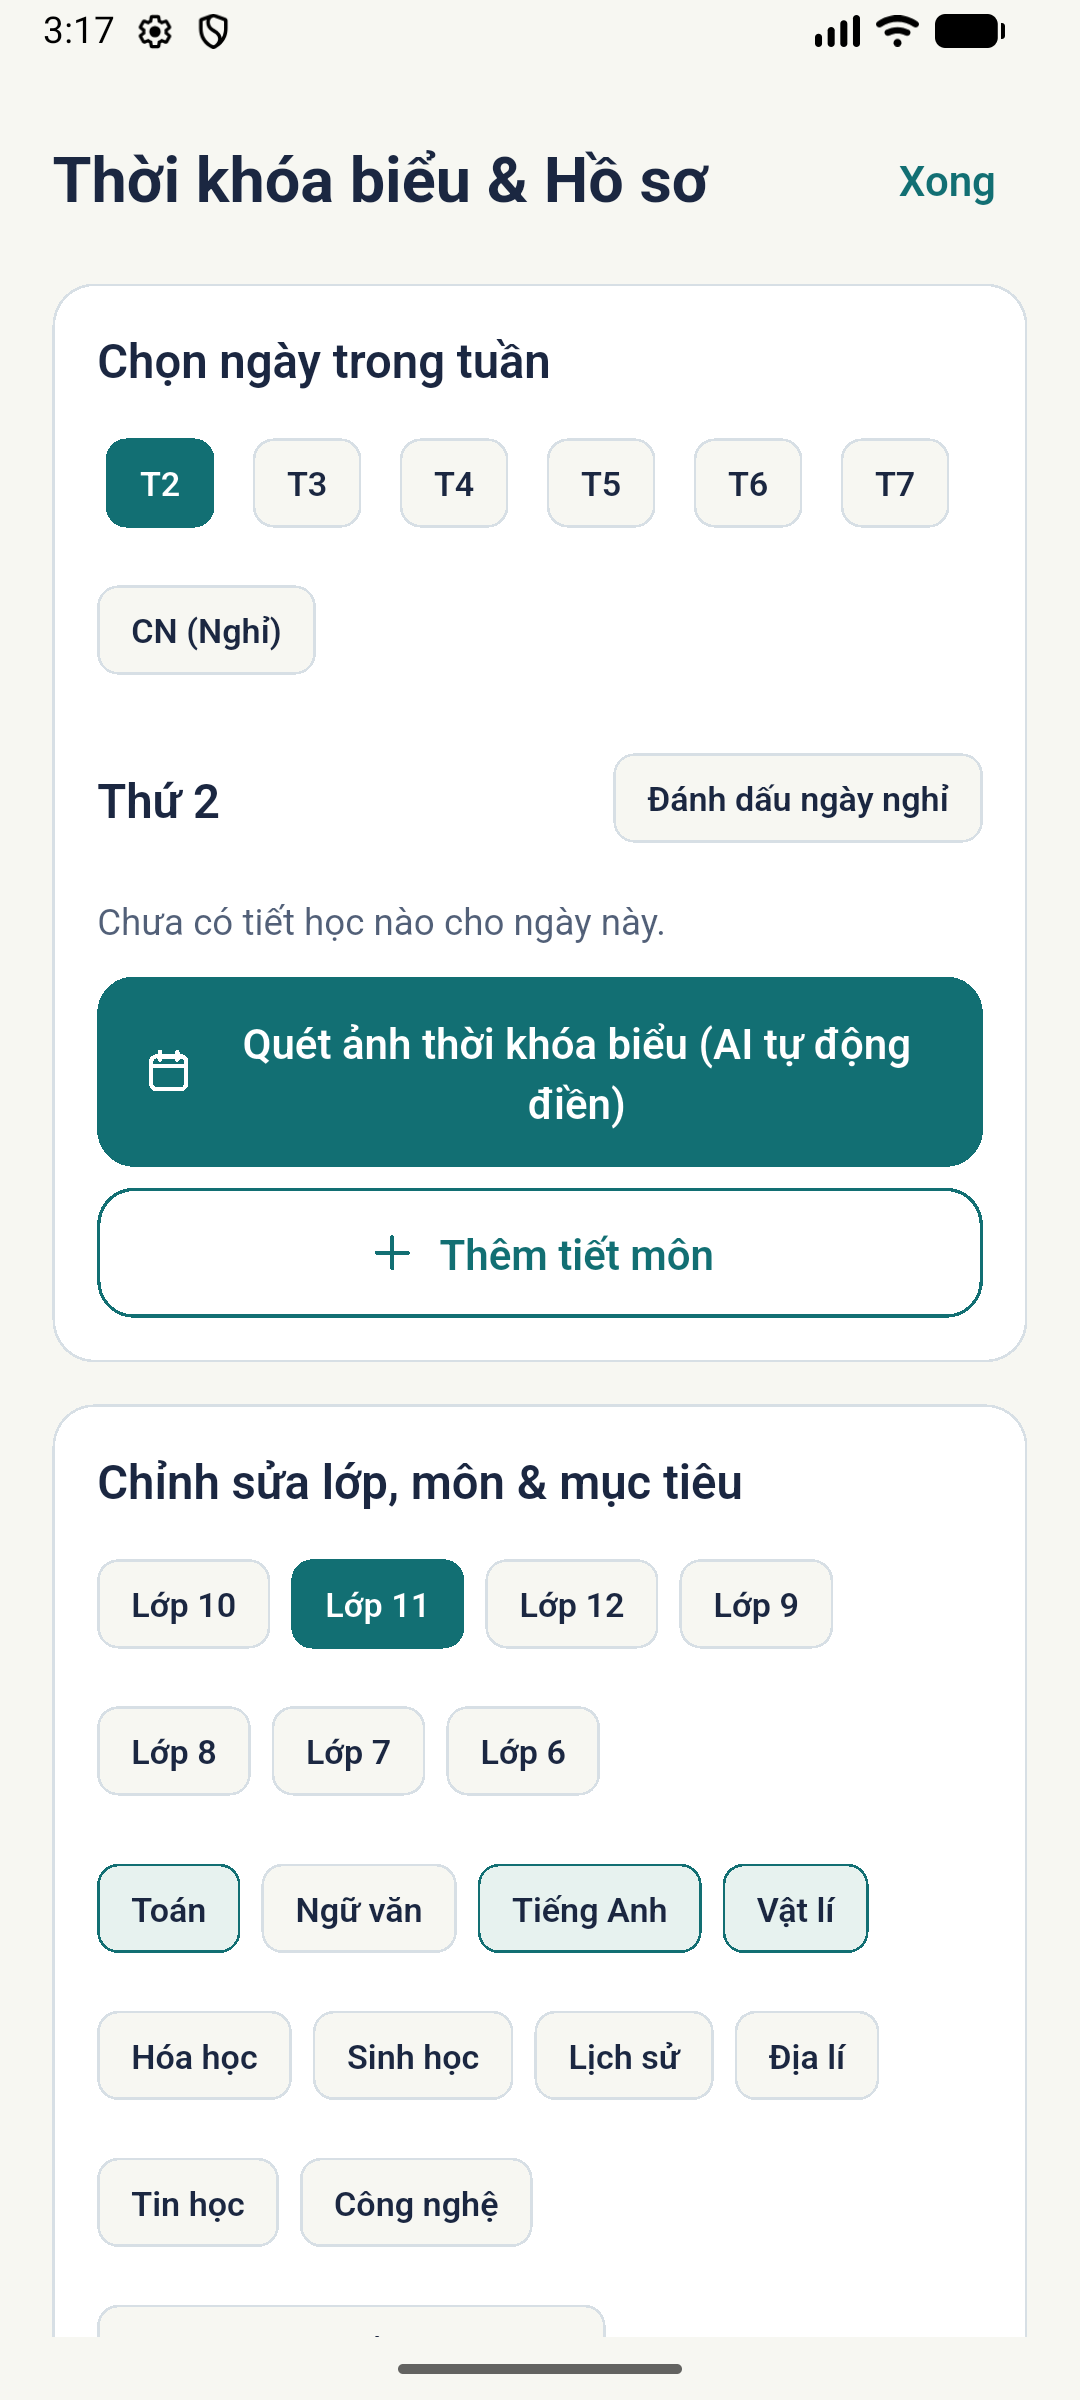 3:17
Thời khóa biểu & Hồ sơ
Xong
Chọn ngày trong tuần
T2 T3 T4 T5 T6 T7
CN (Nghỉ)
Thứ 2
Đánh dấu ngày nghỉ
Chưa có tiết học nào cho ngày này.
Quét ảnh thời khóa biểu (AI tự động
điền)
Thêm tiết môn
Chỉnh sửa lớp, môn & mục tiêu
Lớp 10 Lớp 11 Lớp 12 Lớp 9
Lớp 8 Lớp 7 Lớp 6
Toán Ngữ văn Tiếng Anh Vật lí
Hóa học Sinh học Lịch sử Địa lí
Tin học Công nghệ